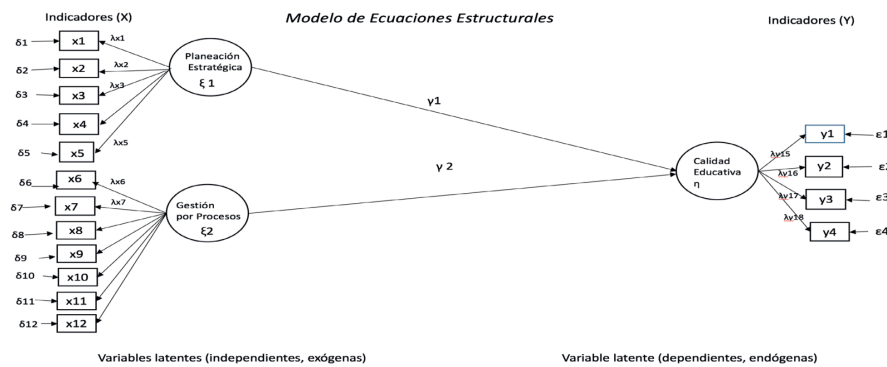 Modelo de Ecuaciones Estructurales
Indicadores (X)
Indicadores (Y)
δ1 x1 λx1
δ2 x2 λx2
δ3 x3 λx3
δ4 x4
δ5 x5 λx5
δ6 x6 λx6
δ7 x7 λx7
δ8 x8
δ9 x9
δ10 x10
δ11 x11
δ12 x12
Planeación
Estratégica
ξ 1
Gestión
por Procesos
ξ2
γ1
γ 2
Calidad
Educativa
η
λy15 y1 ε1
λy16 y2
λy17 y3 ε3
λy18 y4 ε4
Variables latentes (independientes, exógenas)
Variable latente (dependientes, endógenas)